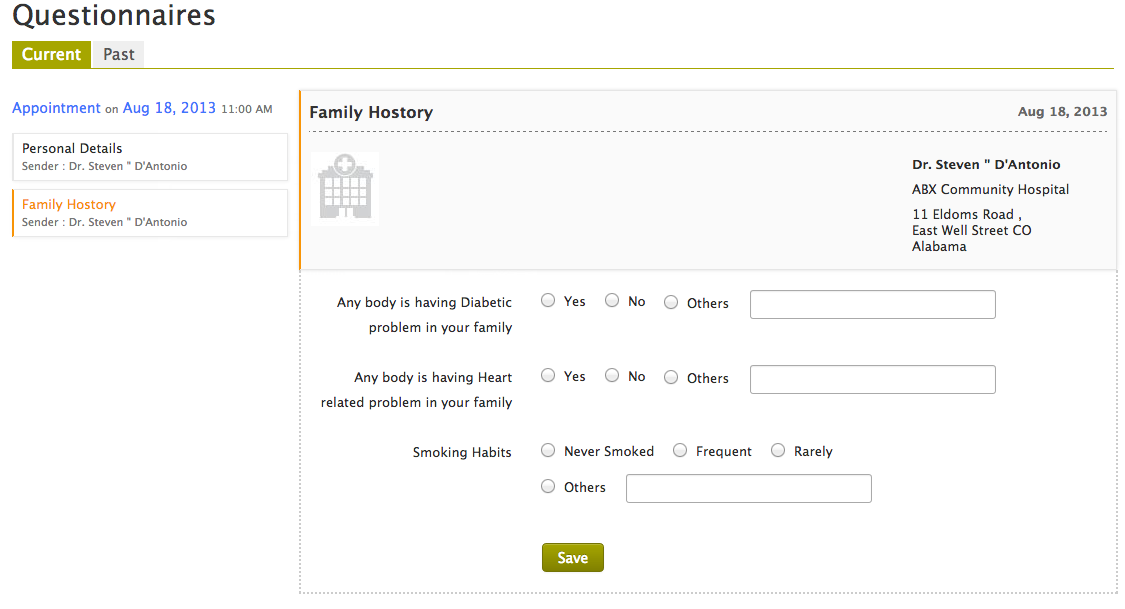 Questionnaires
Current Past
Appointment on Aug 18, 2013 11:00 AM
Personal Details
Sender : Dr. Steven " D'Antonio
Family Hostory
Sender : Dr. Steven " D'Antonio
Family Hostory Aug 18, 2013
Dr. Steven " D'Antonio
ABX Community Hospital
11 Eldoms Road ,
East Well Street CO
Alabama
Any body is having Diabetic
problem in your family
Yes No Others
Any body is having Heart
related problem in your family
Yes No Others
Smoking Habits Never Smoked Frequent Rarely
Others
Save